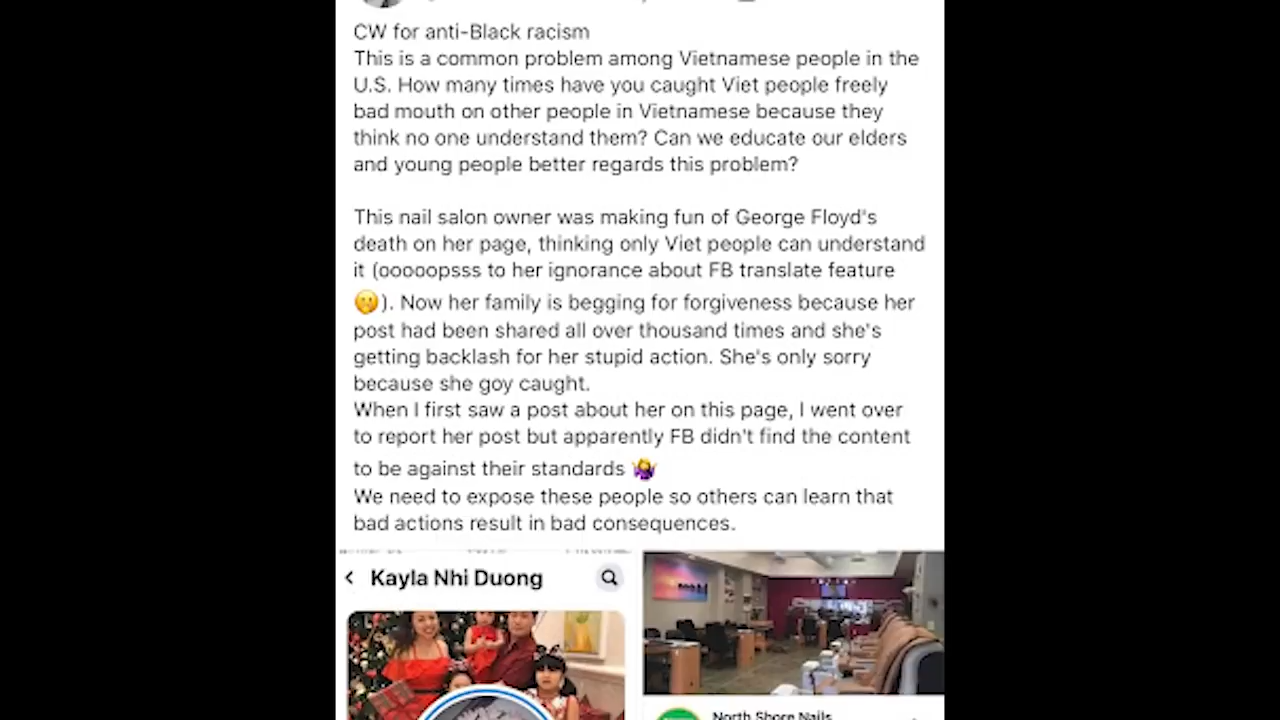 CW for anti-Black racism
This is a common problem among Vietnamese people in the
U.S. How many times have you caught Viet people freely
bad mouth on other people in Vietnamese because they
think no one understand them? Can we educate our elders
and young people better regards this problem?
This nail salon owner was making fun of George Floyd's
death on her page, thinking only Viet people can understand
it (ooooopsss to her ignorance about FB translate feature
🤭). Now her family is begging for forgiveness because her
post had been shared all over thousand times and she's
getting backlash for her stupid action. She's only sorry
because she goy caught.
When I first saw a post about her on this page, I went over
to report her post but apparently FB didn't find the content
to be against their standards 🤷‍♀️
We need to expose these people so others can learn that
bad actions result in bad consequences.
Kayla Nhi Duong
North Shore Nails